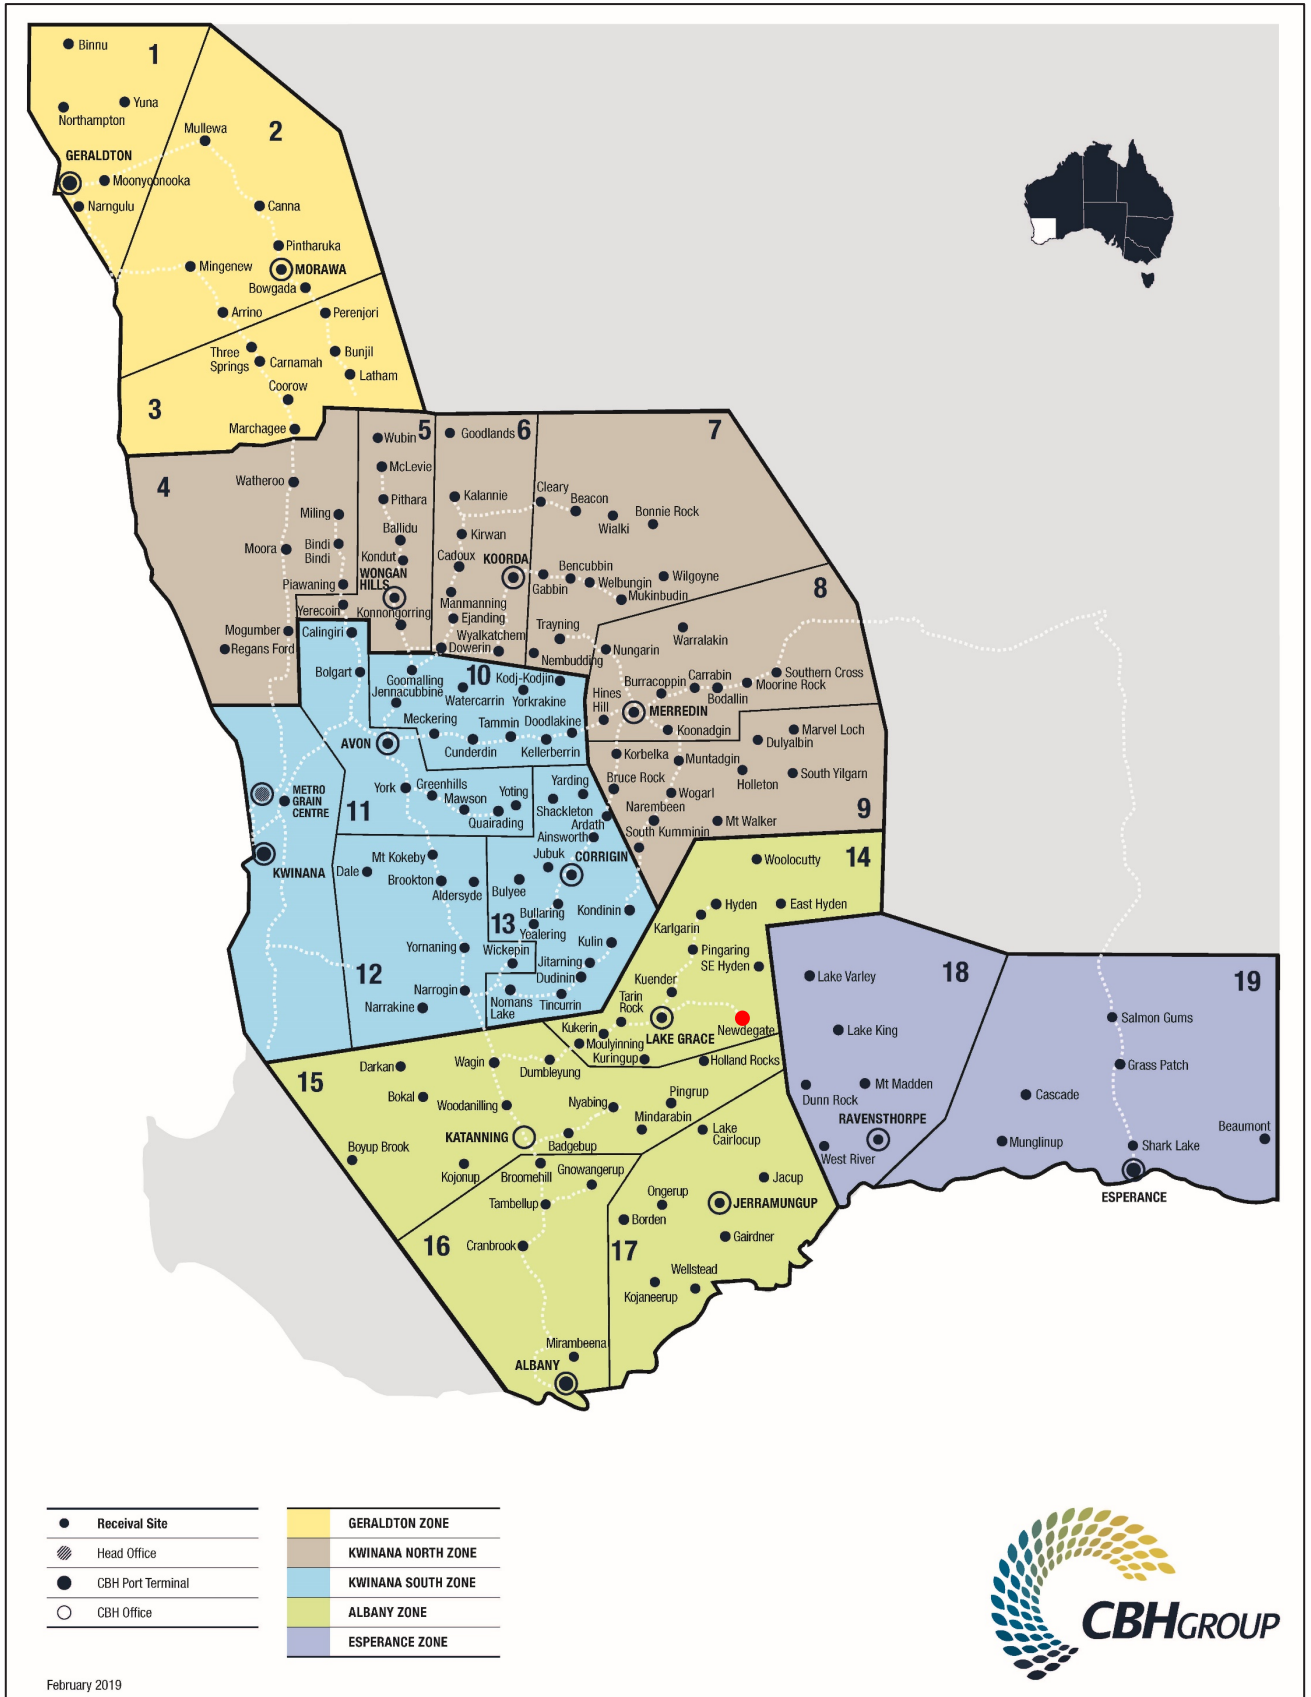 Binnu
1
Yuna
Northampton
2
Mullewa
GERALDTON
Moonyoonooka
Narngulu
Canna
Pintharuka
Mingenew
MORAWA
Bowgada
Arrino
Perenjori
Three
Springs
Bunjil
Carnamah
Latham
Coorow
3
Marchagee
Wubin
5
Goodlands
6
7
McLevie
4
Watheroo
Pithara
Kalannie
Cleary
Beacon
Wialki
Bonnie Rock
Miling
Ballidu
Kirwan
Moora
Bindi
Bindi
Kondut
Cadoux
KOORDA
Bencubbin
Gabbin
Welbungin
Wilgoyne
Piawaning
WONGAN
HILLS
Mukinbudin
8
Manmanning
Yerecoin
Konnongorring
Ejanding
Trayning
Warralakin
Mogumber
Calingiri
Wyalkatchem
Regans Ford
Dowerin
Nembudding
Nungarin
Bolgart
Goomalling
10
Kodj-Kodjin
Burracoppin
Carrabin
Southern Cross
Jennacubbine
Watercarrin
Yorkrakine
Hines
Hill
Bodallin
Moorine Rock
MERREDIN
Meckering
Tammin
Doodlakine
Koonadgin
Marvel Loch
AVON
Cunderdin
Kellerberrin
Korbelka
Muntadgin
Dulyalbin
METRO
GRAIN
CENTRE
York
Greenhills
Yarding
Bruce Rock
Holleton
South Yilgarn
11
Mawson
Yoting
Shackleton
Wogarl
Quairading
Ardath
Narembeen
9
Ainsworth
South Kumminin
Mt Walker
KWINANA
Mt Kokeby
Jubuk
CORRIGIN
Woolocutty
14
Dale
Brookton
Aldersyde
Bulyee
Bullaring
13
Kondinin
Hyden
East Hyden
Karlgarin
Yealering
Yornaning
Wickepin
Kulin
Pingaring
SE Hyden
12
Jitarning
Dudinin
Kuender
Lake Varley
18
19
Narrogin
Narrakine
Nomans
Lake
Tincurrin
Tarin
Rock
Kukerin
LAKE GRACE
Newdegate
Lake King
Salmon Gums
Moulyinning
Kuringup
Holland Rocks
Darkan
Wagin
Dumbleyung
Grass Patch
15
Bokal
Woodanilling
Nyabing
Pingrup
Mindarabin
Dunn Rock
Mt Madden
Cascade
KATANNING
Badgebup
Lake
Cairlocup
RAVENSTHORPE
Beaumont
Boyup Brook
West River
Munglinup
Shark Lake
Kojonup
Broomehill
Gnowangerup
Jacup
ESPERANCE
Tambellup
Ongerup
JERRAMUNGUP
Borden
16
Cranbrook
17
Gairdner
Wellstead
Kojaneerup
Mirambeena
ALBANY
Receival Site
Head Office
CBH Port Terminal
CBH Office
GERALDTON ZONE
KWINANA NORTH ZONE
KWINANA SOUTH ZONE
ALBANY ZONE
ESPERANCE ZONE
CBHGROUP
February 2019